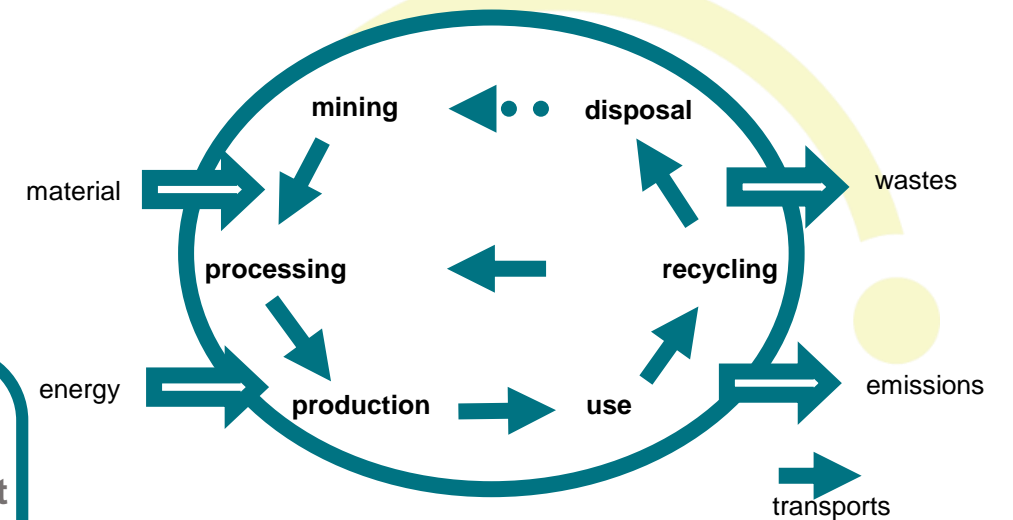 mining
disposal
material
wastes
processing
recycling
energy
emissions
production
use
t
transports